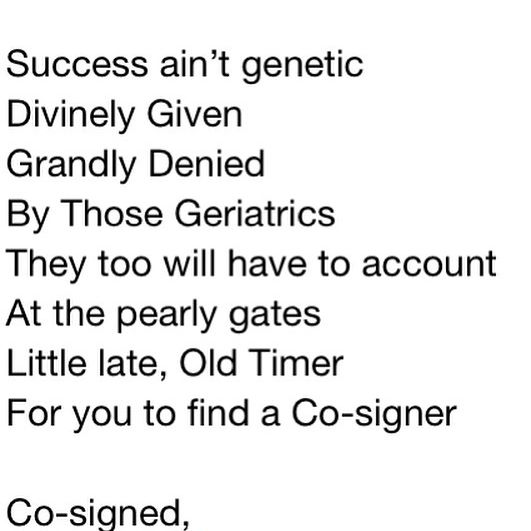 Success ain’t genetic
Divinely Given
Grandly Denied
By Those Geriatrics
They too will have to account
At the pearly gates
Little late, Old Timer
For you to find a Co-signer
Co-signed,